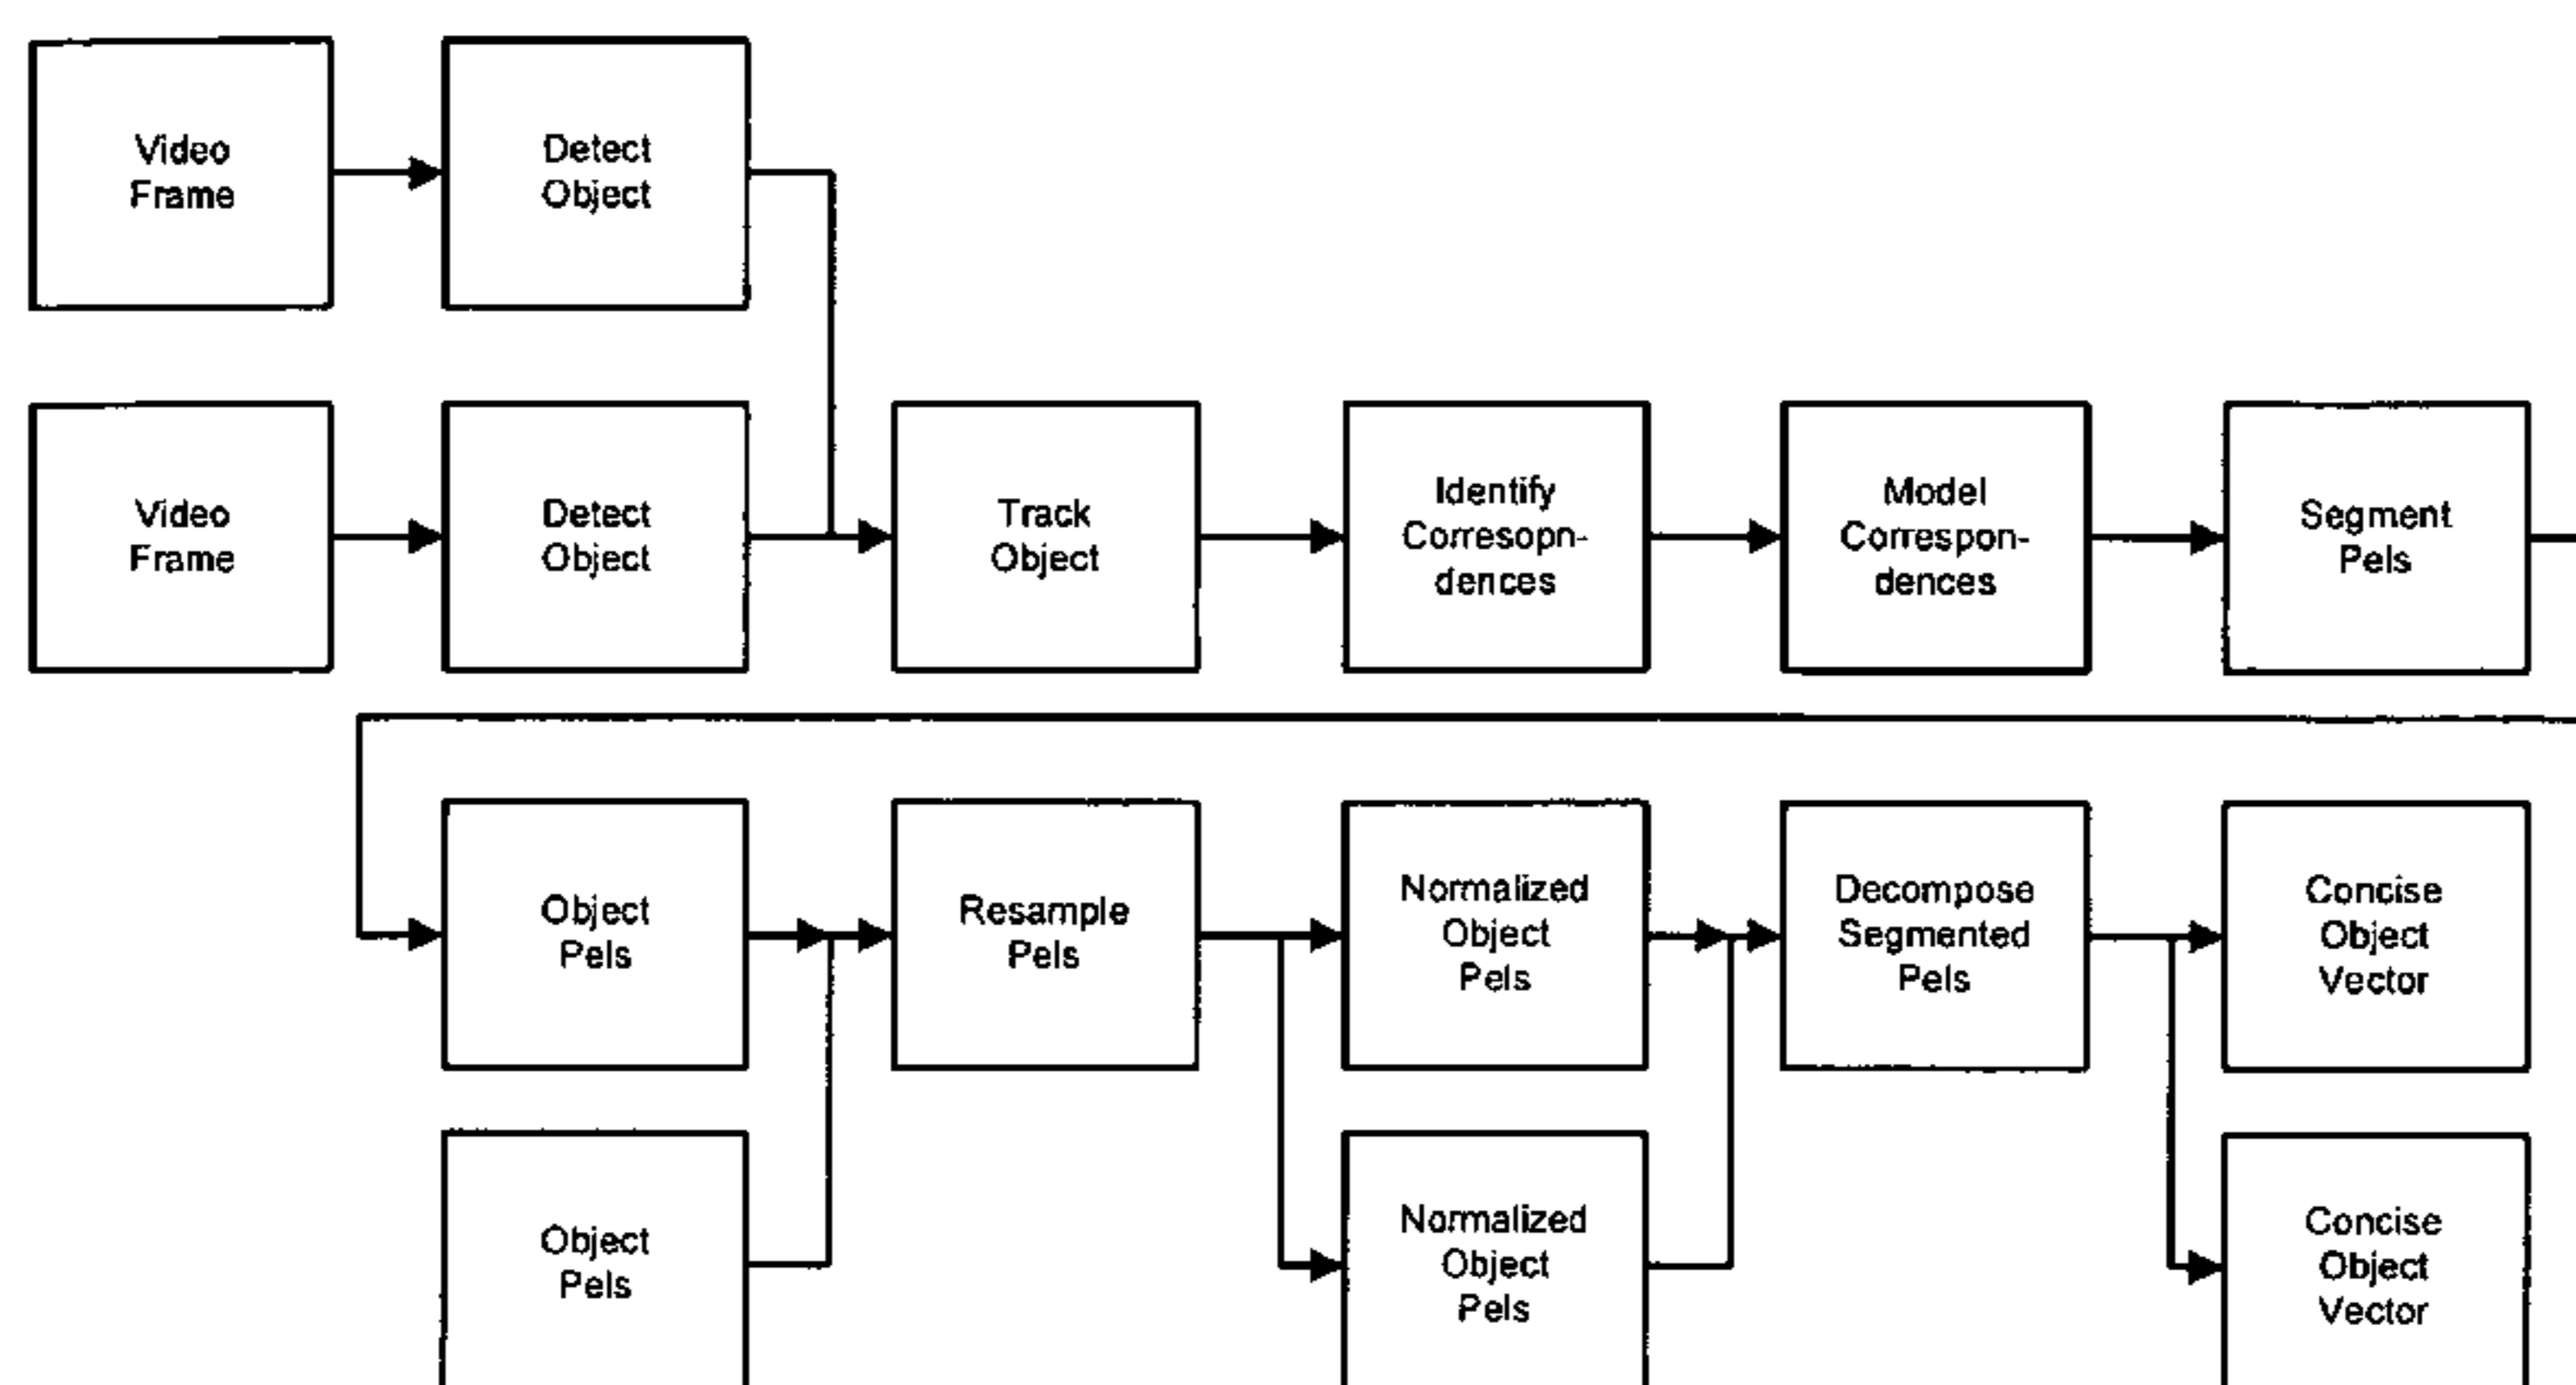 Video
Frame
Detect
Object
Video
Frame
Detect
Object
Track
Object
Identify
Corresopn-
dences
Model
Correspon-
dences
Segment
Pels
Object
Pels
Resample
Pels
Normalized
Object
Pels
Decompose
Segmented
Pels
Concise
Object
Vector
Object
Pels
Normalized
Object
Pels
Concise
Object
Vector